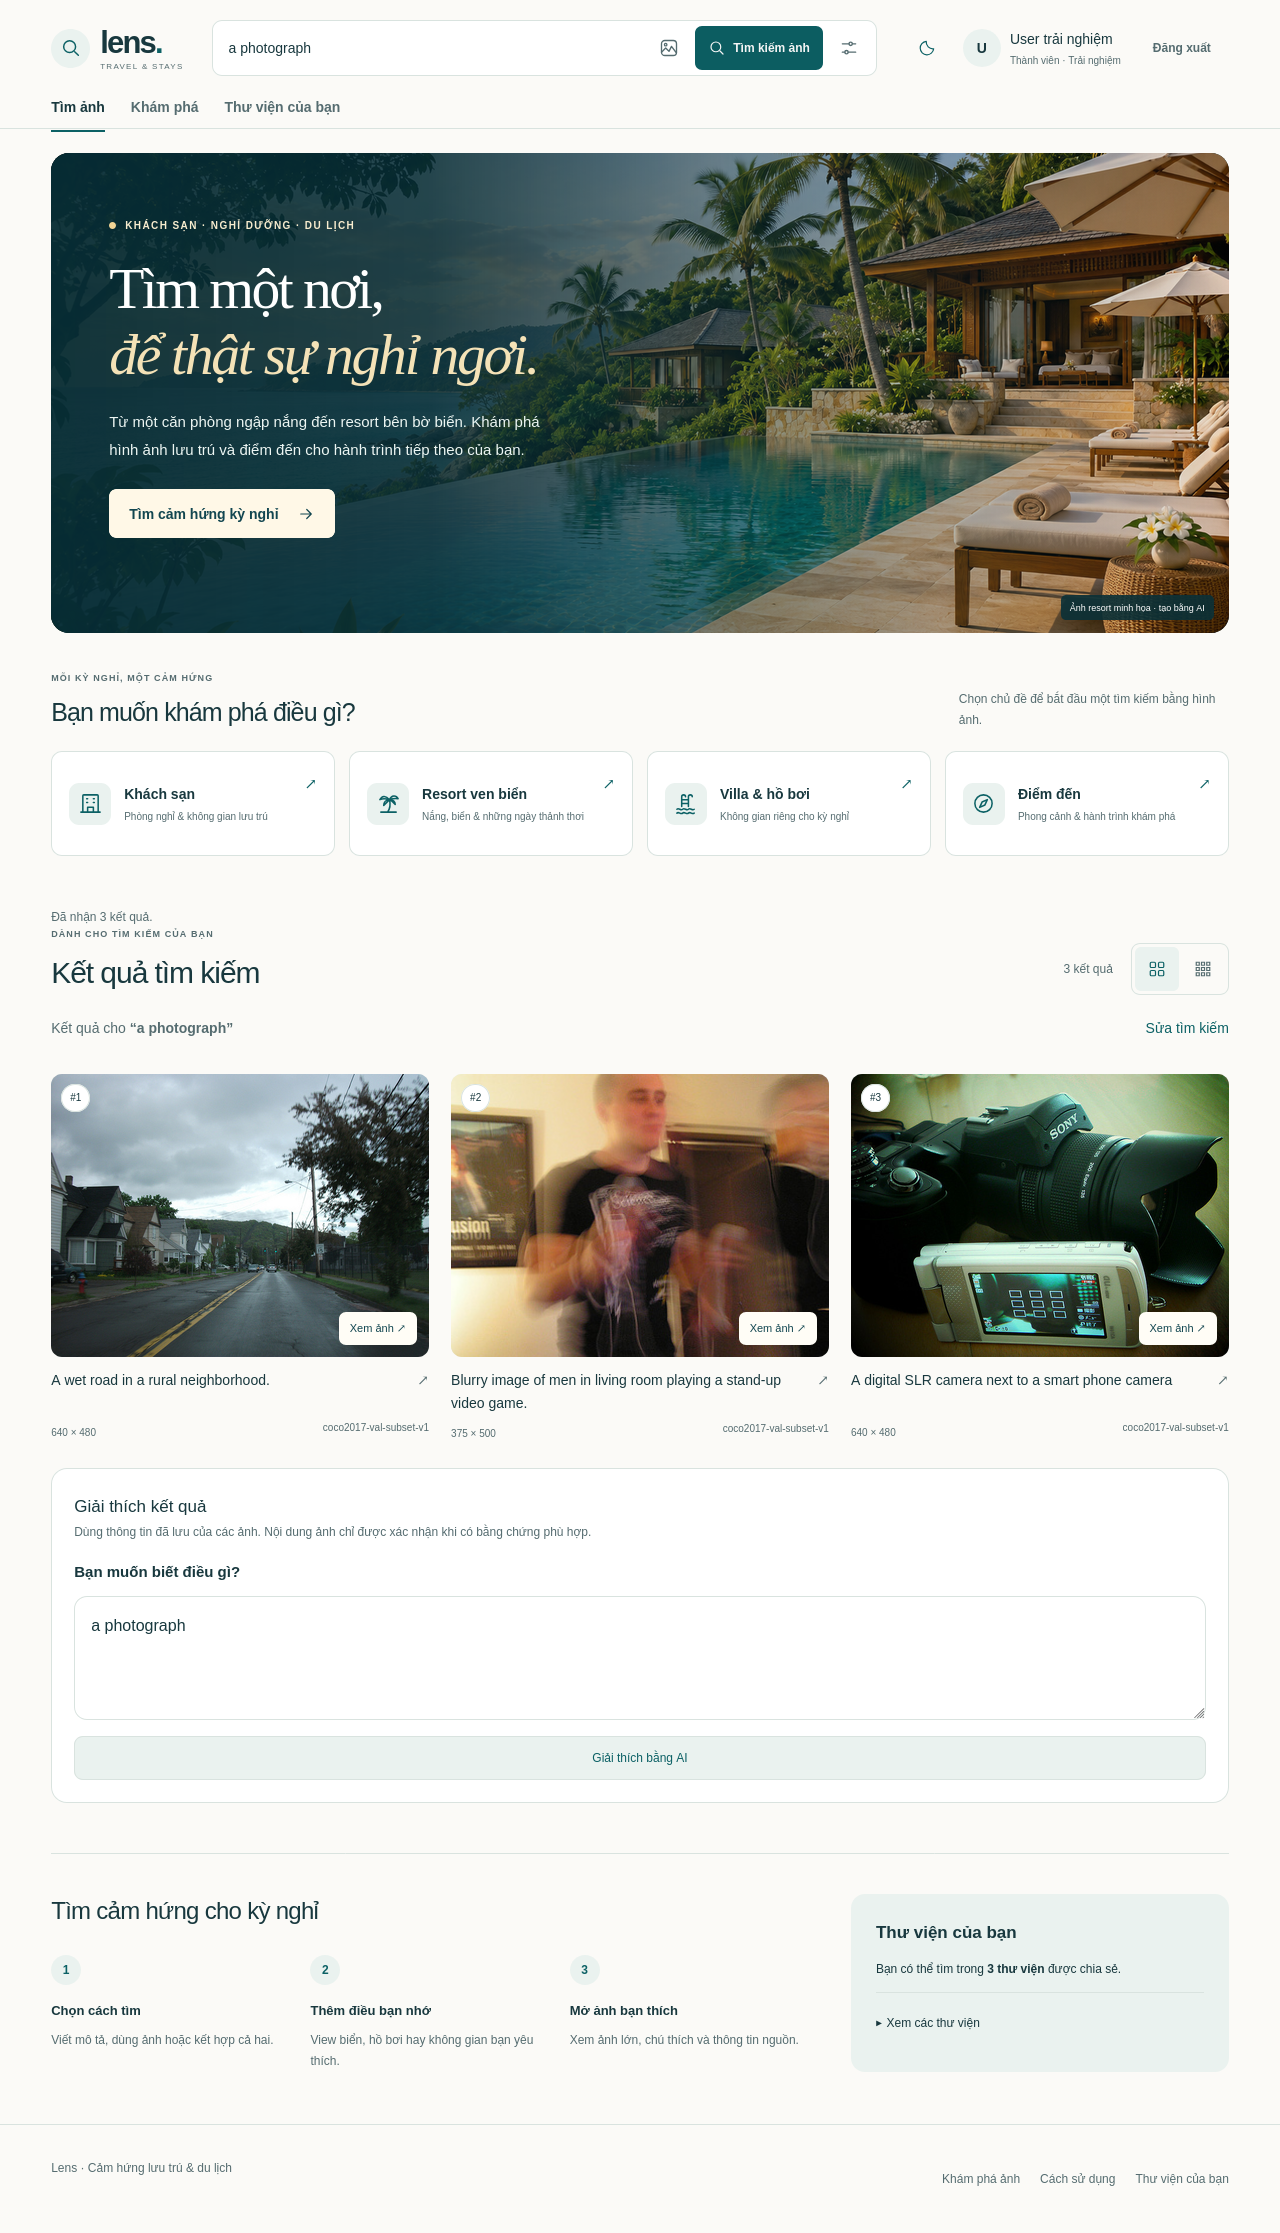 lens.
TRAVEL & STAYS
a photograph
Tìm kiếm ảnh
U
User trải nghiệm
Thành viên · Trải nghiệm
Đăng xuất
Tìm ảnh
Khám phá
Thư viện của bạn
KHÁCH SẠN · NGHỈ DƯỠNG · DU LỊCH
Tìm một nơi,
để thật sự nghỉ ngơi.
Từ một căn phòng ngập nắng đến resort bên bờ biển. Khám phá
hình ảnh lưu trú và điểm đến cho hành trình tiếp theo của bạn.
Tìm cảm hứng kỳ nghỉ
Ảnh resort minh họa · tạo bằng AI
MỖI KỲ NGHỈ, MỘT CẢM HỨNG
Bạn muốn khám phá điều gì?
Chọn chủ đề để bắt đầu một tìm kiếm bằng hình
ảnh.
Khách sạn
Phòng nghỉ & không gian lưu trú
Resort ven biển
Nắng, biển & những ngày thảnh thơi
Villa & hồ bơi
Không gian riêng cho kỳ nghỉ
Điểm đến
Phong cảnh & hành trình khám phá
Đã nhận 3 kết quả.
DÀNH CHO TÌM KIẾM CỦA BẠN
Kết quả tìm kiếm
3 kết quả
Kết quả cho “a photograph”
Sửa tìm kiếm
#1
Xem ảnh
#2
usion
Xem ảnh
#3
SONY
Xem ảnh
A wet road in a rural neighborhood.
640 × 480
coco2017-val-subset-v1
Blurry image of men in living room playing a stand-up
video game.
375 × 500
coco2017-val-subset-v1
A digital SLR camera next to a smart phone camera
640 × 480
coco2017-val-subset-v1
Giải thích kết quả
Dùng thông tin đã lưu của các ảnh. Nội dung ảnh chỉ được xác nhận khi có bằng chứng phù hợp.
Bạn muốn biết điều gì?
a photograph
Giải thích bằng AI
Tìm cảm hứng cho kỳ nghỉ
1
Chọn cách tìm
Viết mô tả, dùng ảnh hoặc kết hợp cả hai.
2
Thêm điều bạn nhớ
View biển, hồ bơi hay không gian bạn yêu
thích.
3
Mở ảnh bạn thích
Xem ảnh lớn, chú thích và thông tin nguồn.
Thư viện của bạn
Bạn có thể tìm trong 3 thư viện được chia sẻ.
Xem các thư viện
Lens · Cảm hứng lưu trú & du lịch
Khám phá ảnh
Cách sử dụng
Thư viện của bạn